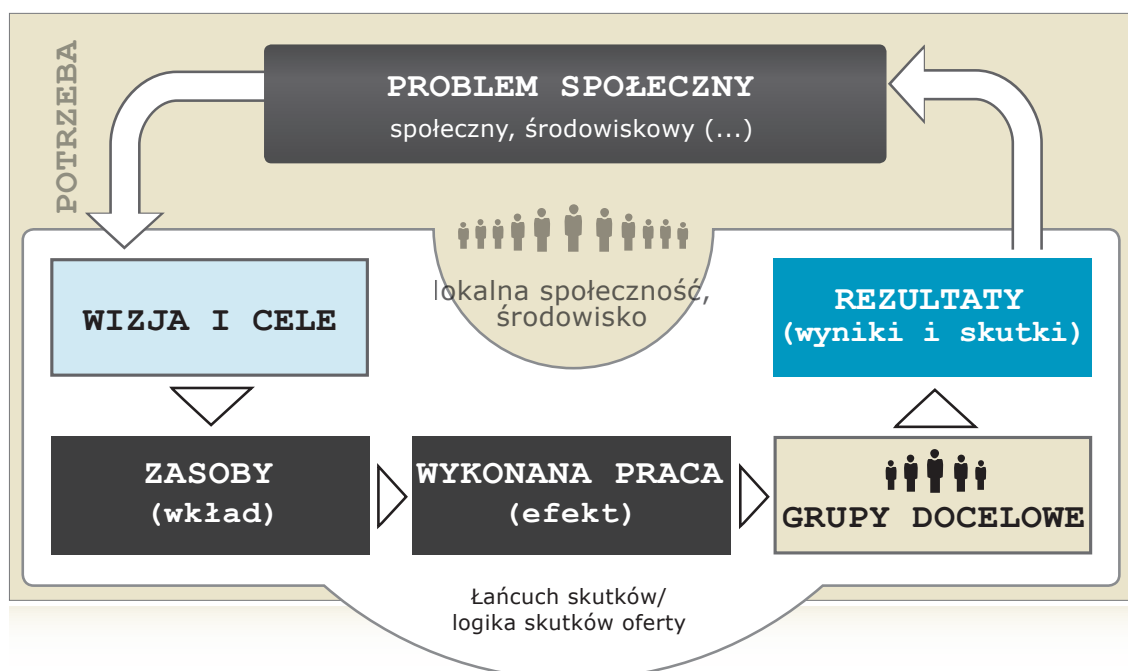 POTRZEBA
PROBLEM SPOŁECZNY
społeczny, środowiskowy (...)
lokalna społeczność,
środowisko
WIZJA I CELE
REZULTATY
(wyniki i skutki)
ZASOBY
(wkład)
WYKONANA PRACA
(efekt)
GRUPY DOCELOWE
Łańcuch skutków/
logika skutków oferty